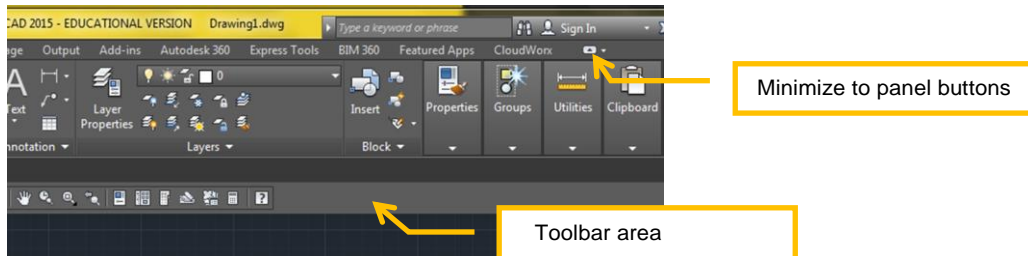 CAD 2015 - EDUCATIONAL VERSION Drawing1.dwg Type a keyword or phrase Sign In
age Output Add-ins Autodesk 360 Express Tools BIM 360 Featured Apps CloudWorx
A 0
Text Layer Properties Insert Properties Groups Utilities Clipboard
nnotation Layers Block
Minimize to panel buttons
Toolbar area